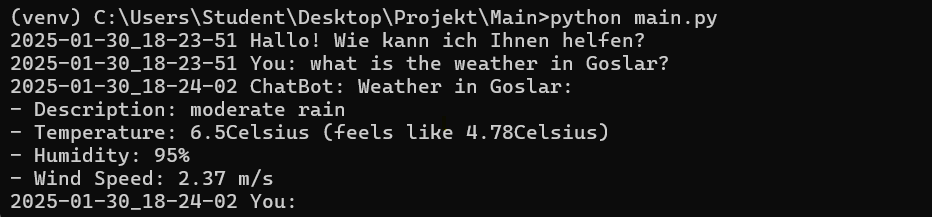 (venv) C:\Users\Student\Desktop\Projekt\Main>python main.py
2025-01-30_18-23-51 Hallo! Wie kann ich Ihnen helfen?
2025-01-30_18-23-51 You: what is the weather in Goslar?
2025-01-30_18-24-02 ChatBot: Weather in Goslar:
- Description: moderate rain
- Temperature: 6.5Celsius (feels like 4.78Celsius)
- Humidity: 95%
- Wind Speed: 2.37 m/s
2025-01-30_18-24-02 You: